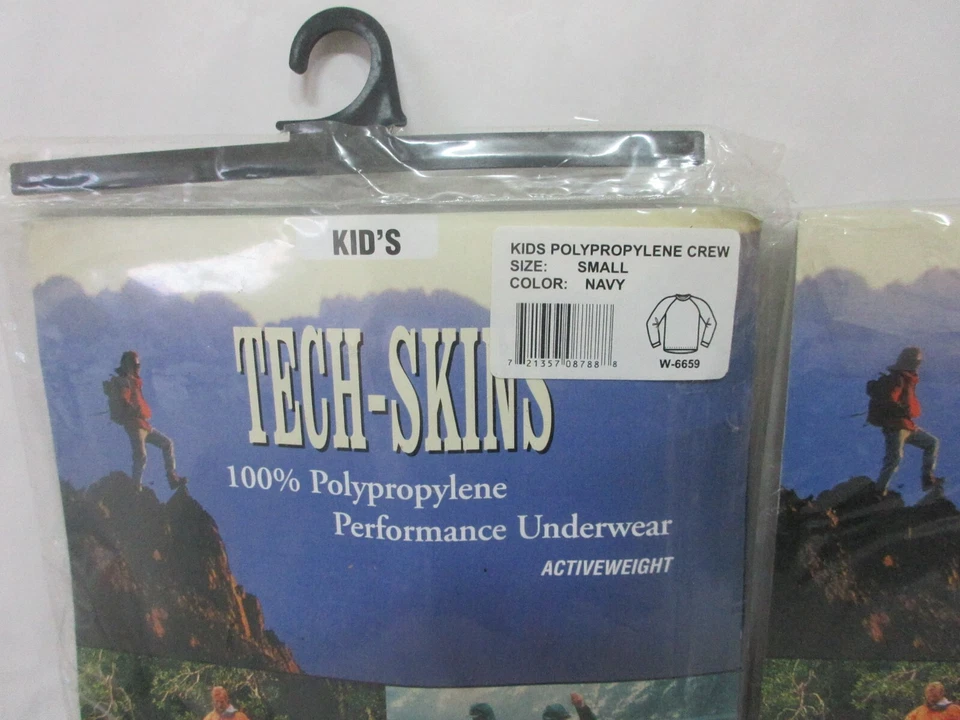 KID'S
KIDS POLYPROPYLENE CREW
SIZE: SMALL
COLOR: NAVY
7 21357 08788 8
W-6659
TECH-SKINS
100% Polypropylene
Performance Underwear
ACTIVEWEIGHT